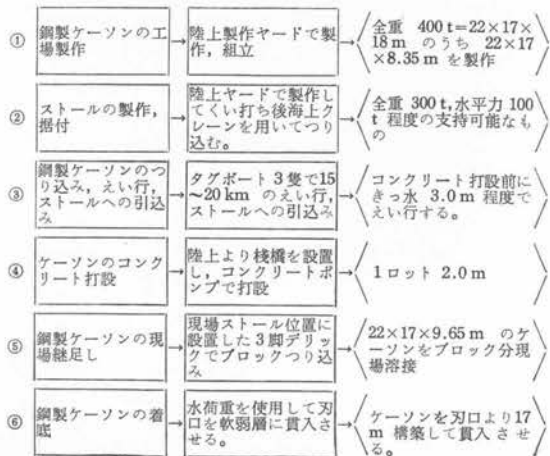 ①
鋼製ケーソンの工
場製作
陸上製作ヤードで製
作，組立
全重 400 t＝22×17×
18 m のうち 22×17
×8.35 m を製作
②
ストールの製作，
据付
陸上ヤードで製作し
てくい打ち後海上ク
レーンを用いてつり
込む。
全重 300 t，水平力 100
t 程度の支持可能なも
の
③
鋼製ケーソンのつ
り込み，えい行，
ストールへの引込
み
タグボート 3 隻で15
～20 km のえい行，
ストールへの引込み
コンクリート打設前に
きっ水 3.0 m 程度で
えい行する。
④
ケーソンのコンク
リート打設
陸上より桟橋を設置
し，コンクリートポ
ンプで打設
1 ロット 2.0 m
⑤
鋼製ケーソンの現
場継足し
現場ストール位置に
設置した 3 脚デリッ
クでブロックつり込
み
22×17×9.65 m のケ
ーソンをブロック分現
場溶接
⑥
鋼製ケーソンの着
底
水荷重を使用して刃
口を軟弱層に貫入さ
せる。
ケーソンを刃口より17
m 構築して貫入させ
る。